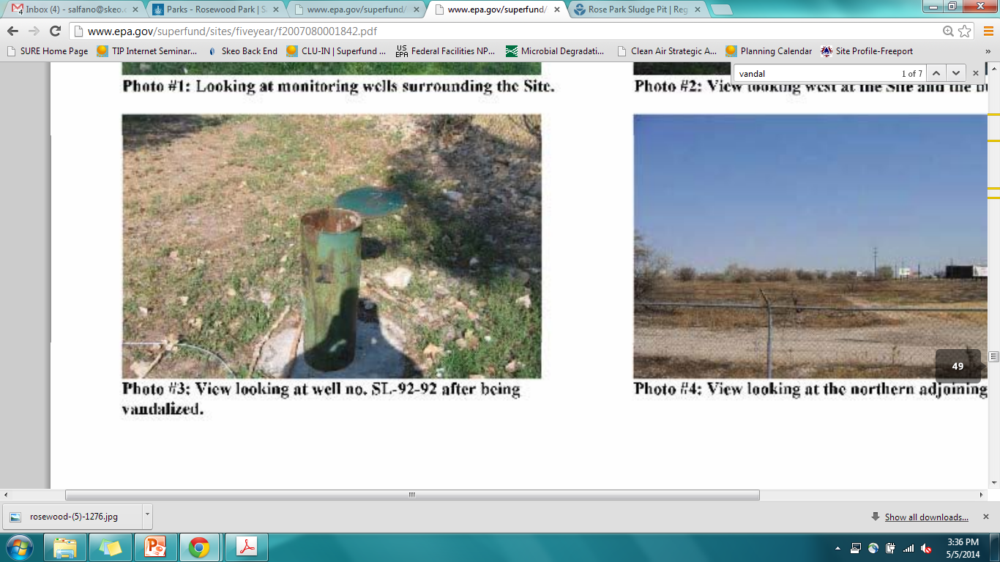 Inbox (4) - salfano@skeo.c
Parks - Rosewood Park | S
www.epa.gov/superfund/
www.epa.gov/superfund/
Rose Park Sludge Pit | Reg
www.epa.gov/superfund/sites/fiveyear/f2007080001842.pdf
SURE Home Page
TIP Internet Seminar...
Skeo Back End
CLU-IN | Superfund ...
US EPA Federal Facilities NP...
Microbial Degradati...
Clean Air Strategic A...
Planning Calendar
Site Profile-Freeport
»
vandal 1 of 7
Photo #1: Looking at monitoring wells surrounding the Site.
Photo #2: View looking west at the Site and the b
Photo #3: View looking at well no. SL-92-92 after being
vandalized.
Photo #4: View looking at the northern adjoining
49
rosewood-(5)-1276.jpg
Show all downloads...
3:36 PM
5/5/2014